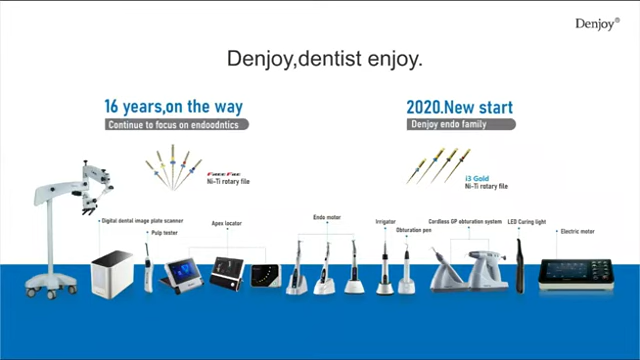 Denjoy®
Denjoy,dentist enjoy.
16 years,on the way
Continue to focus on endoodntics
2020.New start
Denjoy endo family
Ni-Ti rotary file
i3 Gold
Ni-Ti rotary file
Digital dental image plate scanner
Pulp tester
Apex locator
Endo motor
Irrigator
Obturation pen
Cordless GP obturation system
LED Curing light
Electric motor